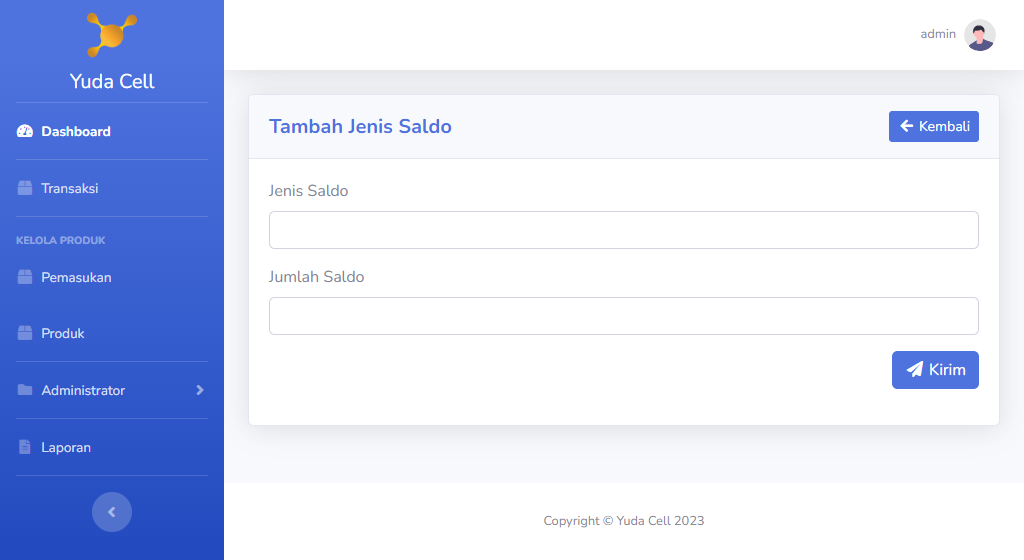 Yuda Cell
Dashboard
Transaksi
KELOLA PRODUK
Pemasukan
Produk
Administrator
Laporan
admin
Tambah Jenis Saldo
Kembali
Jenis Saldo
Jumlah Saldo
Kirim
Copyright © Yuda Cell 2023